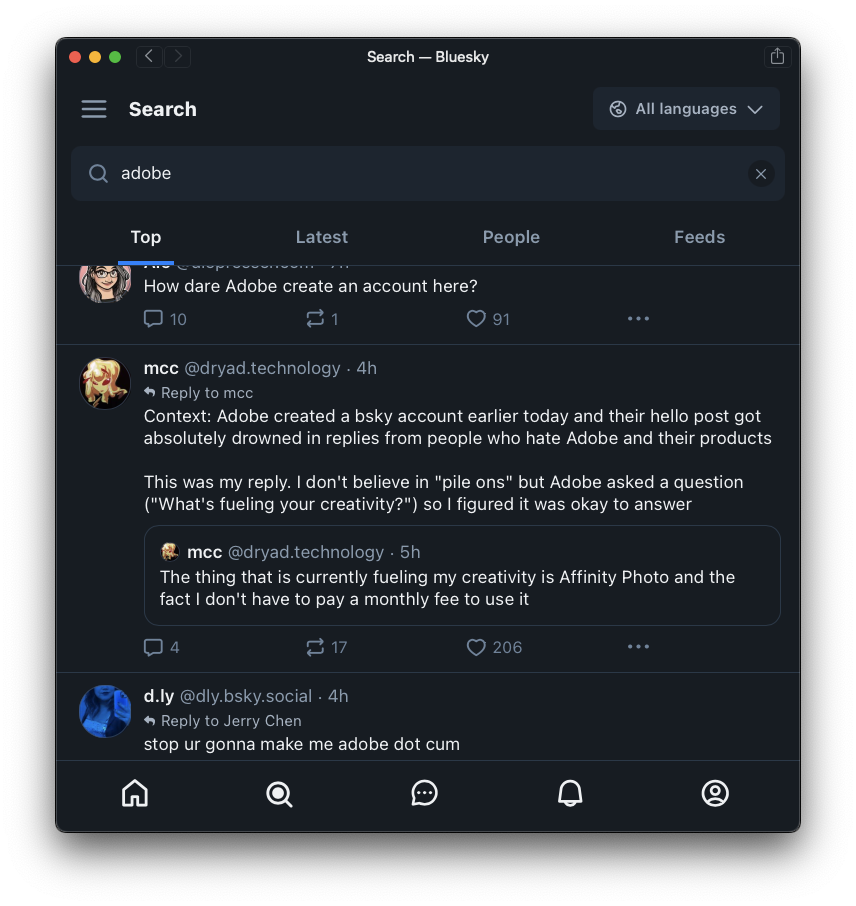 Search — Bluesky
Search
All languages
adobe
Top
Latest
People
Feeds
How dare Adobe create an account here?
10
1
91
mcc @dryad.technology · 4h
Reply to mcc
Context: Adobe created a bsky account earlier today and their hello post got
absolutely drowned in replies from people who hate Adobe and their products
This was my reply. I don't believe in "pile ons" but Adobe asked a question
("What's fueling your creativity?") so I figured it was okay to answer
mcc @dryad.technology · 5h
The thing that is currently fueling my creativity is Affinity Photo and the
fact I don't have to pay a monthly fee to use it
4
17
206
d.ly @dly.bsky.social · 4h
Reply to Jerry Chen
stop ur gonna make me adobe dot cum